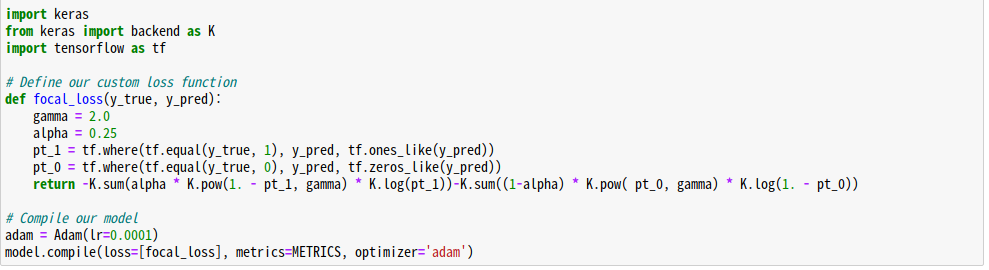 import keras
from keras import backend as K
import tensorflow as tf

# Define our custom loss function
def focal_loss(y_true, y_pred):
    gamma = 2.0
    alpha = 0.25
    pt_1 = tf.where(tf.equal(y_true, 1), y_pred, tf.ones_like(y_pred))
    pt_0 = tf.where(tf.equal(y_true, 0), y_pred, tf.zeros_like(y_pred))
    return -K.sum(alpha * K.pow(1. - pt_1, gamma) * K.log(pt_1))-K.sum((1-alpha) * K.pow( pt_0, gamma) * K.log(1. - pt_0))

# Compile our model
adam = Adam(lr=0.0001)
model.compile(loss=[focal_loss], metrics=METRICS, optimizer='adam')